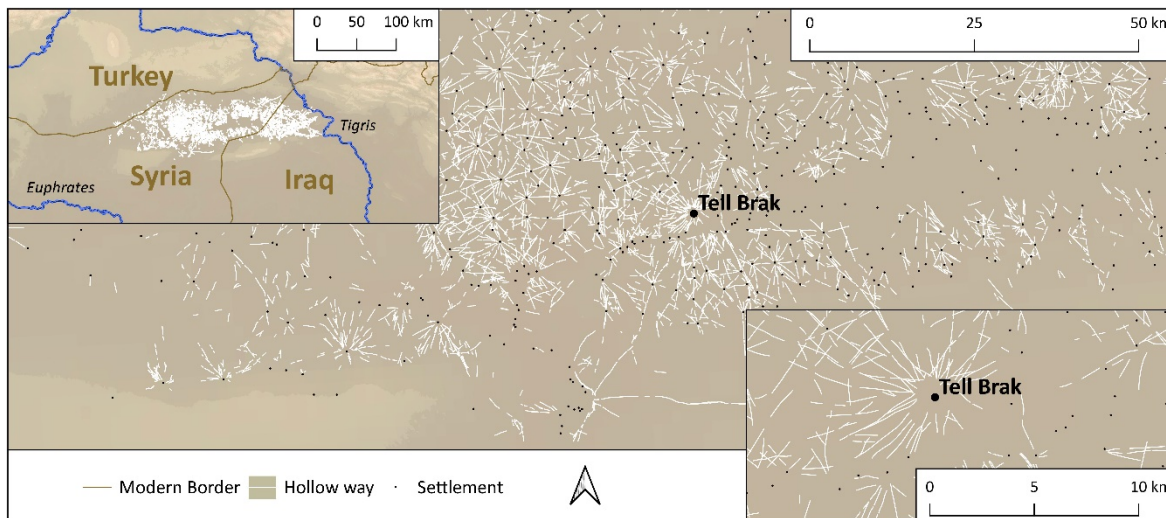 0 50 100 km
0 25 50 km
Turkey
Tigris
Syria
Iraq
Euphrates
Tell Brak
Tell Brak
Modern Border
Hollow way
Settlement
0 5 10 km